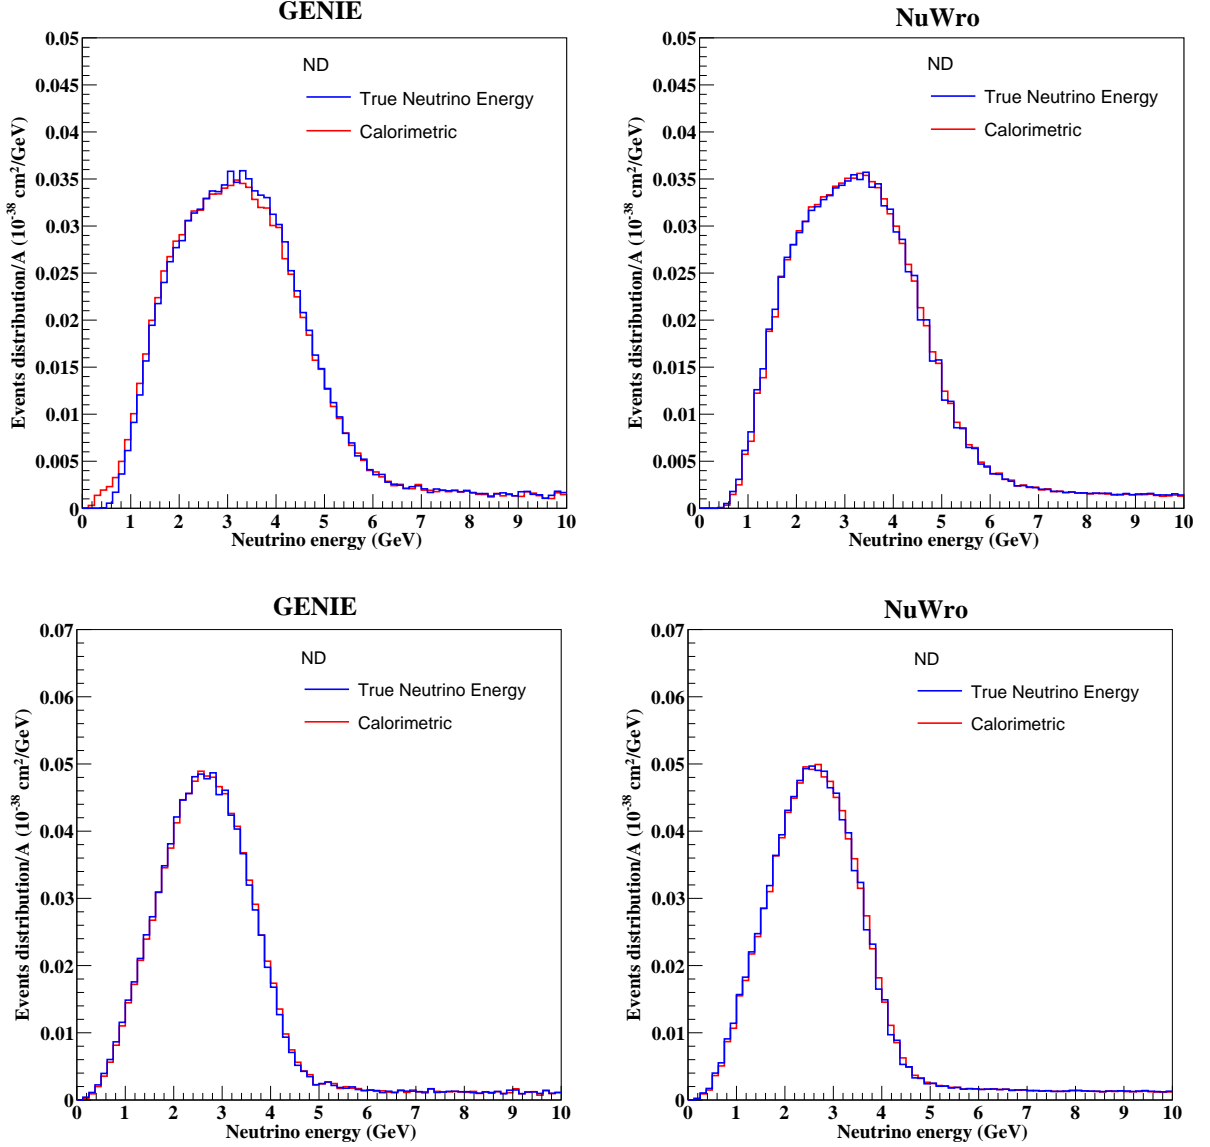 GENIE
Events distribution/A (10⁻³⁸ cm²/GeV)
0.05
0.045
0.04
0.035
0.03
0.025
0.02
0.015
0.01
0.005
0
ND
True Neutrino Energy
Calorimetric
0 1 2 3 4 5 6 7 8 9 10
Neutrino energy (GeV)
NuWro
Events distribution/A (10⁻³⁸ cm²/GeV)
0.05
0.045
0.04
0.035
0.03
0.025
0.02
0.015
0.01
0.005
0
ND
True Neutrino Energy
Calorimetric
0 1 2 3 4 5 6 7 8 9 10
Neutrino energy (GeV)
GENIE
Events distribution/A (10⁻³⁸ cm²/GeV)
0.07
0.06
0.05
0.04
0.03
0.02
0.01
0
ND
True Neutrino Energy
Calorimetric
0 1 2 3 4 5 6 7 8 9 10
Neutrino energy (GeV)
NuWro
Events distribution/A (10⁻³⁸ cm²/GeV)
0.07
0.06
0.05
0.04
0.03
0.02
0.01
0
ND
True Neutrino Energy
Calorimetric
0 1 2 3 4 5 6 7 8 9 10
Neutrino energy (GeV)